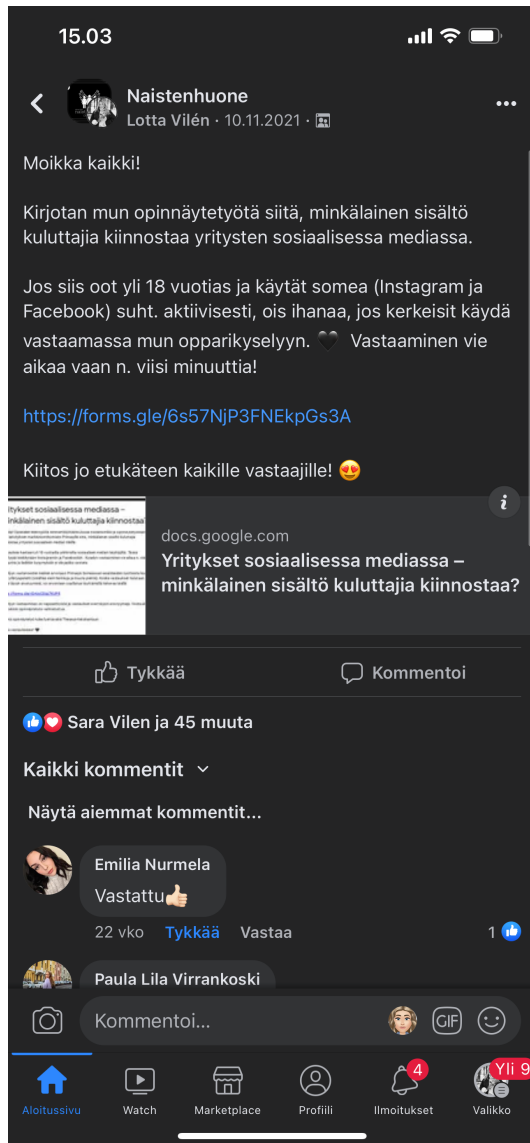 15.03
Naistenhuone
Lotta Vilén · 10.11.2021 ·
Moikka kaikki!
Kirjotan mun opinnäytetyötä siitä, minkälainen sisältö
kuluttajia kiinnostaa yritysten sosiaalisessa mediassa.
Jos siis oot yli 18 vuotias ja käytät somea (Instagram ja
Facebook) suht. aktiivisesti, ois ihanaa, jos kerkeisit käydä
vastaamassa mun opparikyselyyn. 🖤 Vastaaminen vie
aikaa vaan n. viisi minuuttia!
https://forms.gle/6s57NjP3FNEkpGs3A
Kiitos jo etukäteen kaikille vastaajille! 😍
docs.google.com
Yritykset sosiaalisessa mediassa –
minkälainen sisältö kuluttajia kiinnostaa?
Tykkää
Kommentoi
Sara Vilen ja 45 muuta
Kaikki kommentit
Näytä aiemmat kommentit...
Emilia Nurmela
Vastattu👍🏻
22 vko Tykkää Vastaa 1
Paula Lila Virrankoski
Kommentoi...
GIF
4
Yli 9
Aloitussivu
Watch
Marketplace
Profiili
Ilmoitukset
Valikko